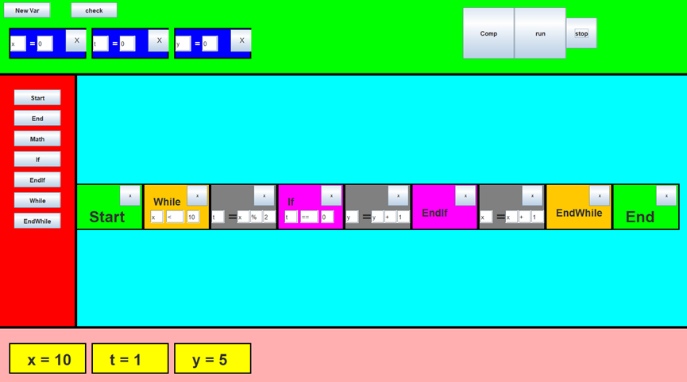 New Var check
x = 0 X t = 0 X y = 0 X
Comp run stop
Start
End
Math
If
EndIf
While
EndWhile
Start
While
x < 10
t = x % 2
If
t == 0
y = y + 1
EndIf
x = x + 1
EndWhile
End
x = 10 t = 1 y = 5